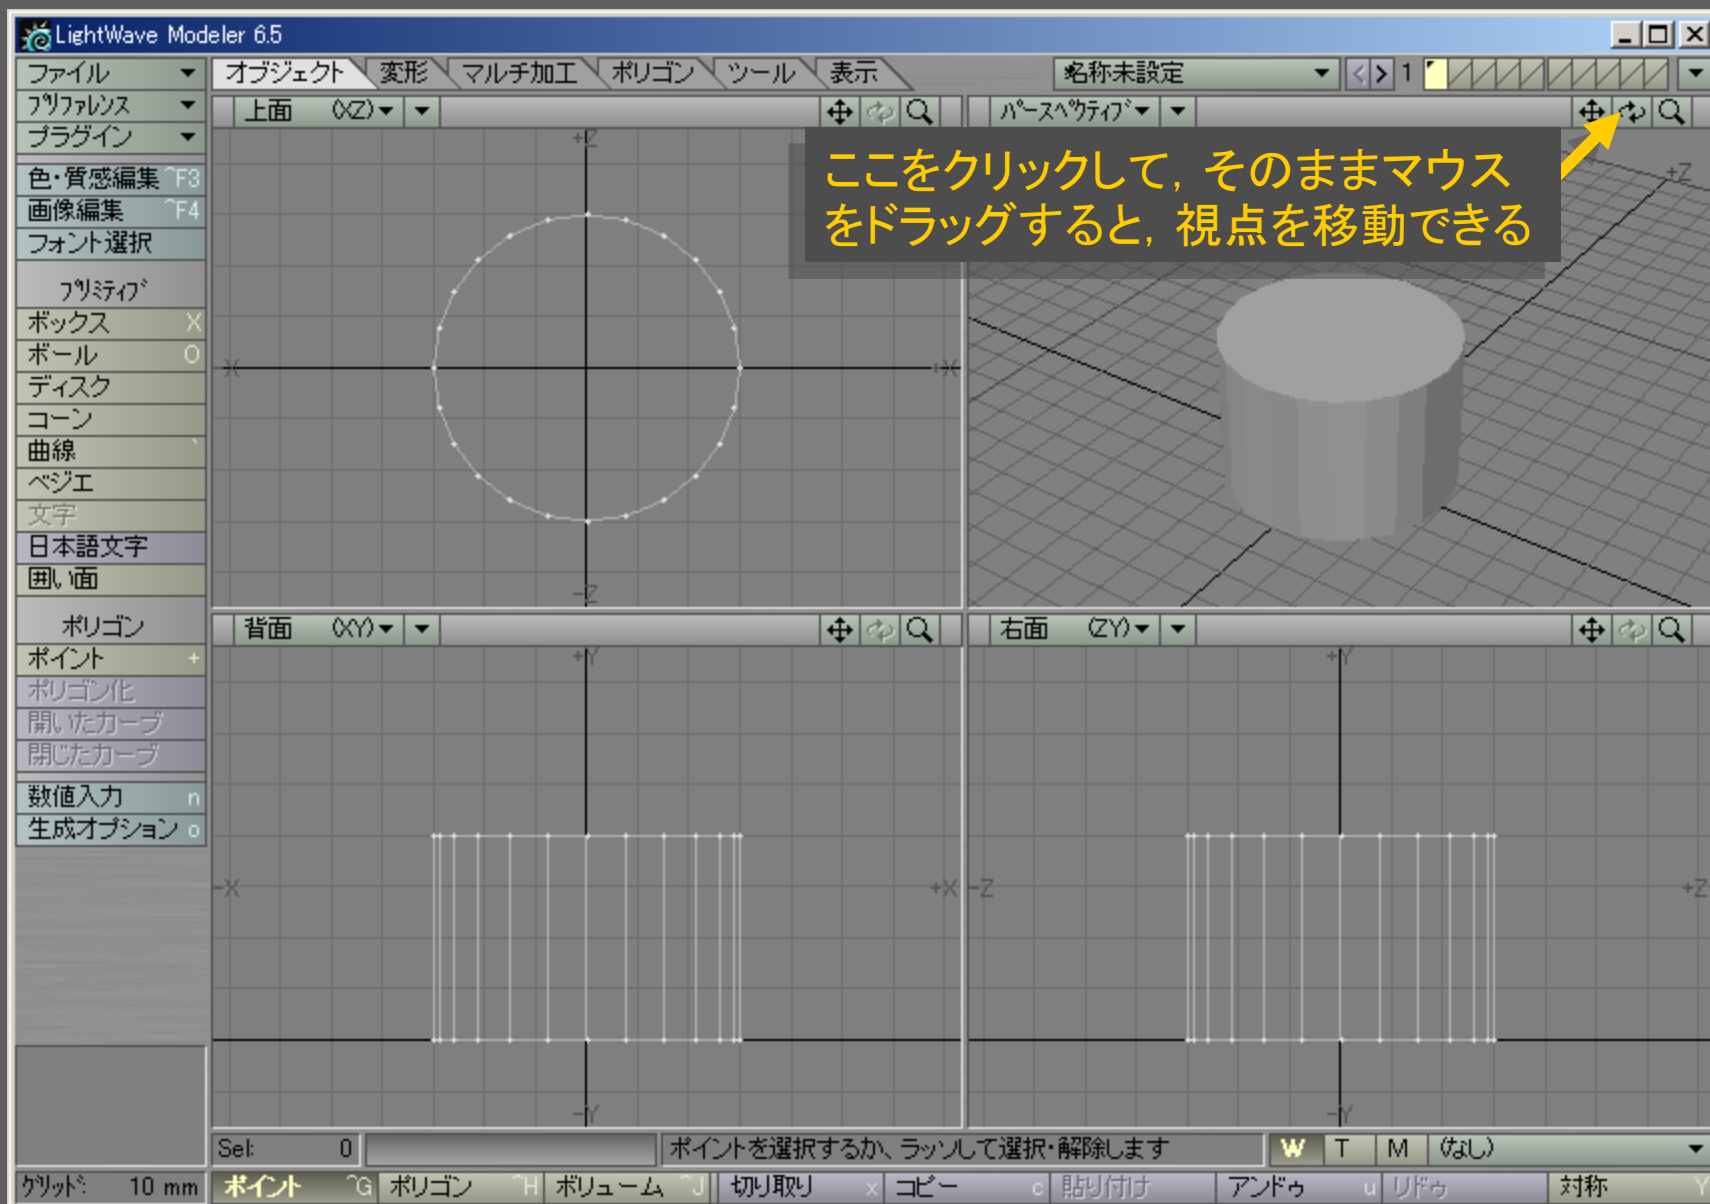 LightWave Modeler 6.5
ファイル
プリファレンス
プラグイン
色・質感編集 ^F3
画像編集 ^F4
フォント選択
プリミティブ
ボックス X
ボール O
ディスク
コーン
曲線 `
ベジエ
文字
日本語文字
囲い面
ポリゴン
ポイント +
ポリゴン化
開いたカーブ
閉じたカーブ
数値入力 n
生成オプション o
オブジェクト 変形 マルチ加工 ポリゴン ツール 表示 名称未設定 < > 1
上面 (XZ)
+Z
-X
+X
-Z
パースペクティブ
+Z
ここをクリックして，そのままマウス
をドラッグすると，視点を移動できる
背面 (XY)
+Y
-X
+X
-Y
右面 (ZY)
+Y
-Z
+Z
-Y
Sel: 0 ポイントを選択するか、ラッソして選択・解除します W T M (なし)
グリッド: 10 mm ポイント ^G ポリゴン ^H ボリューム ^J 切り取り x コピー c 貼り付け アンドゥ u リドゥ 対称 Y